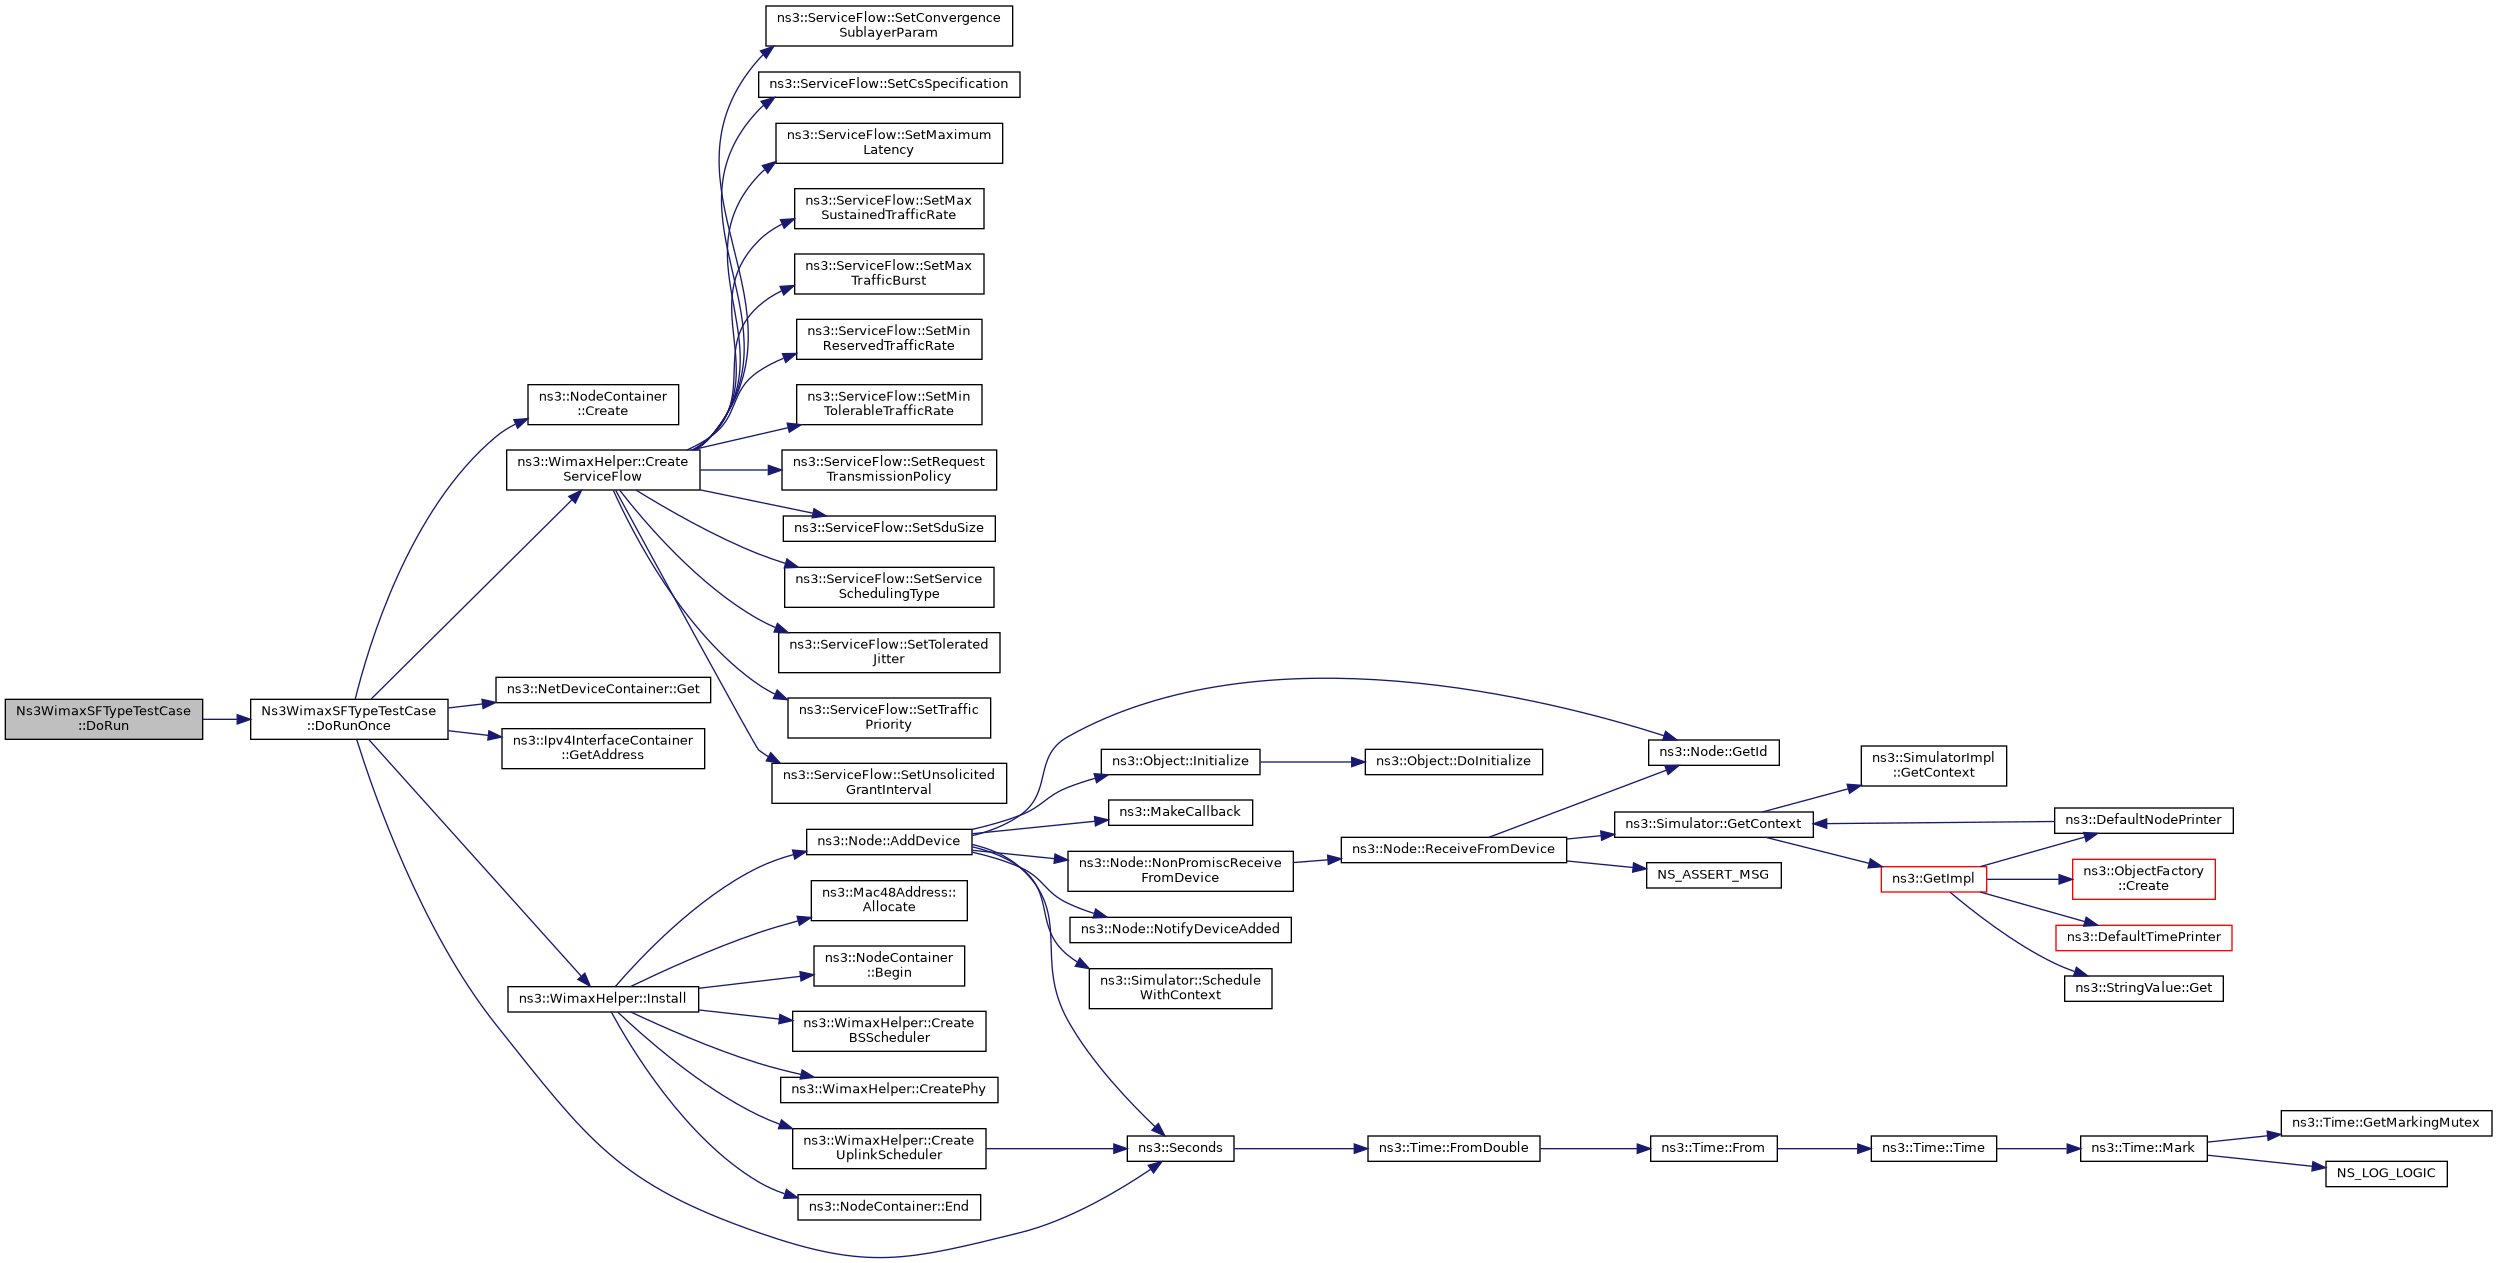 Ns3WimaxSFTypeTestCase
::DoRun
Ns3WimaxSFTypeTestCase
::DoRunOnce
ns3::NodeContainer
::Create
ns3::WimaxHelper::Create
ServiceFlow
ns3::NetDeviceContainer::Get
ns3::Ipv4InterfaceContainer
::GetAddress
ns3::WimaxHelper::Install
ns3::ServiceFlow::SetConvergence
SublayerParam
ns3::ServiceFlow::SetCsSpecification
ns3::ServiceFlow::SetMaximum
Latency
ns3::ServiceFlow::SetMax
SustainedTrafficRate
ns3::ServiceFlow::SetMax
TrafficBurst
ns3::ServiceFlow::SetMin
ReservedTrafficRate
ns3::ServiceFlow::SetMin
TolerableTrafficRate
ns3::ServiceFlow::SetRequest
TransmissionPolicy
ns3::ServiceFlow::SetSduSize
ns3::ServiceFlow::SetService
SchedulingType
ns3::ServiceFlow::SetTolerated
Jitter
ns3::ServiceFlow::SetTraffic
Priority
ns3::ServiceFlow::SetUnsolicited
GrantInterval
ns3::Node::AddDevice
ns3::Mac48Address::
Allocate
ns3::NodeContainer
::Begin
ns3::WimaxHelper::Create
BSScheduler
ns3::WimaxHelper::CreatePhy
ns3::WimaxHelper::Create
UplinkScheduler
ns3::NodeContainer::End
ns3::Object::Initialize
ns3::MakeCallback
ns3::Node::NonPromiscReceive
FromDevice
ns3::Node::NotifyDeviceAdded
ns3::Simulator::Schedule
WithContext
ns3::Seconds
ns3::Object::DoInitialize
ns3::Node::ReceiveFromDevice
ns3::Time::FromDouble
ns3::Node::GetId
ns3::Simulator::GetContext
NS_ASSERT_MSG
ns3::Time::From
ns3::SimulatorImpl
::GetContext
ns3::GetImpl
ns3::Time::Time
ns3::DefaultNodePrinter
ns3::ObjectFactory
::Create
ns3::DefaultTimePrinter
ns3::StringValue::Get
ns3::Time::Mark
ns3::Time::GetMarkingMutex
NS_LOG_LOGIC